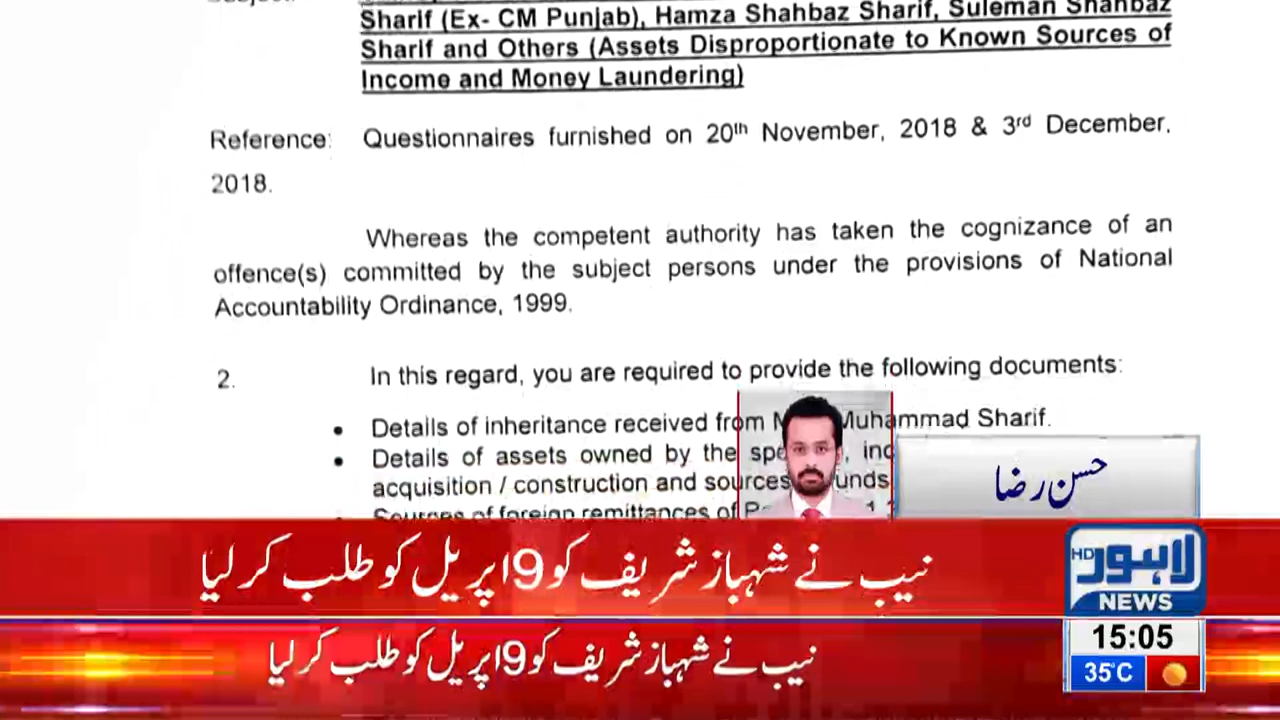 Sharif (Ex- CM Punjab), Hamza Shahbaz Sharif, Suleman Shahbaz
Sharif and Others (Assets Disproportionate to Known Sources of
Income and Money Laundering)
Reference: Questionnaires furnished on 20th November, 2018 & 3rd December,
2018.
Whereas the competent authority has taken the cognizance of an
offence(s) committed by the subject persons under the provisions of National
Accountability Ordinance, 1999.
2. In this regard, you are required to provide the following documents:
• Details of inheritance received from Muhammad Sharif.
• Details of assets owned by the
acquisition / construction and sources
Sources of foreign remittances of
حسن رضا
نیب نے شہباز شریف کو 9 اپریل کو طلب کر لیا
لاہور
HD
NEWS
نیب نے شہباز شریف کو 9 اپریل کو طلب کر لیا
15:05
35°C